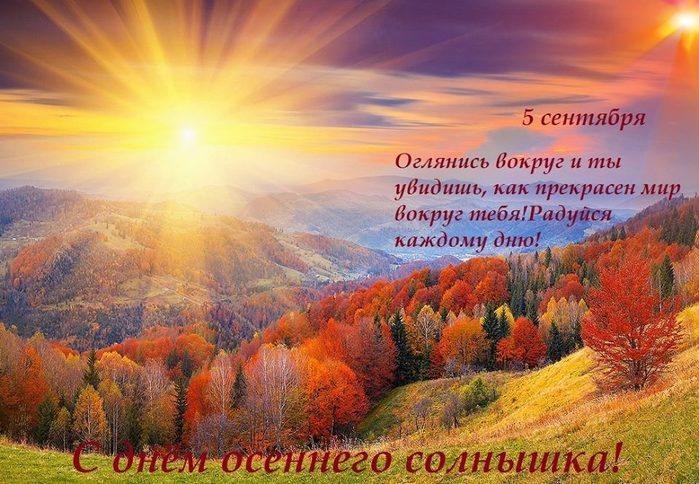 5 сентября
Оглянись вокруг и ты
увидишь, как прекрасен мир
вокруг тебя!Радуйся
каждому дню!
С днём осеннего солнышка!